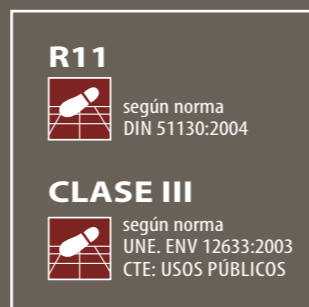 R11
según norma
DIN 51130:2004
CLASE III
según norma
UNE. ENV 12633:2003
CTE: USOS PÚBLICOS